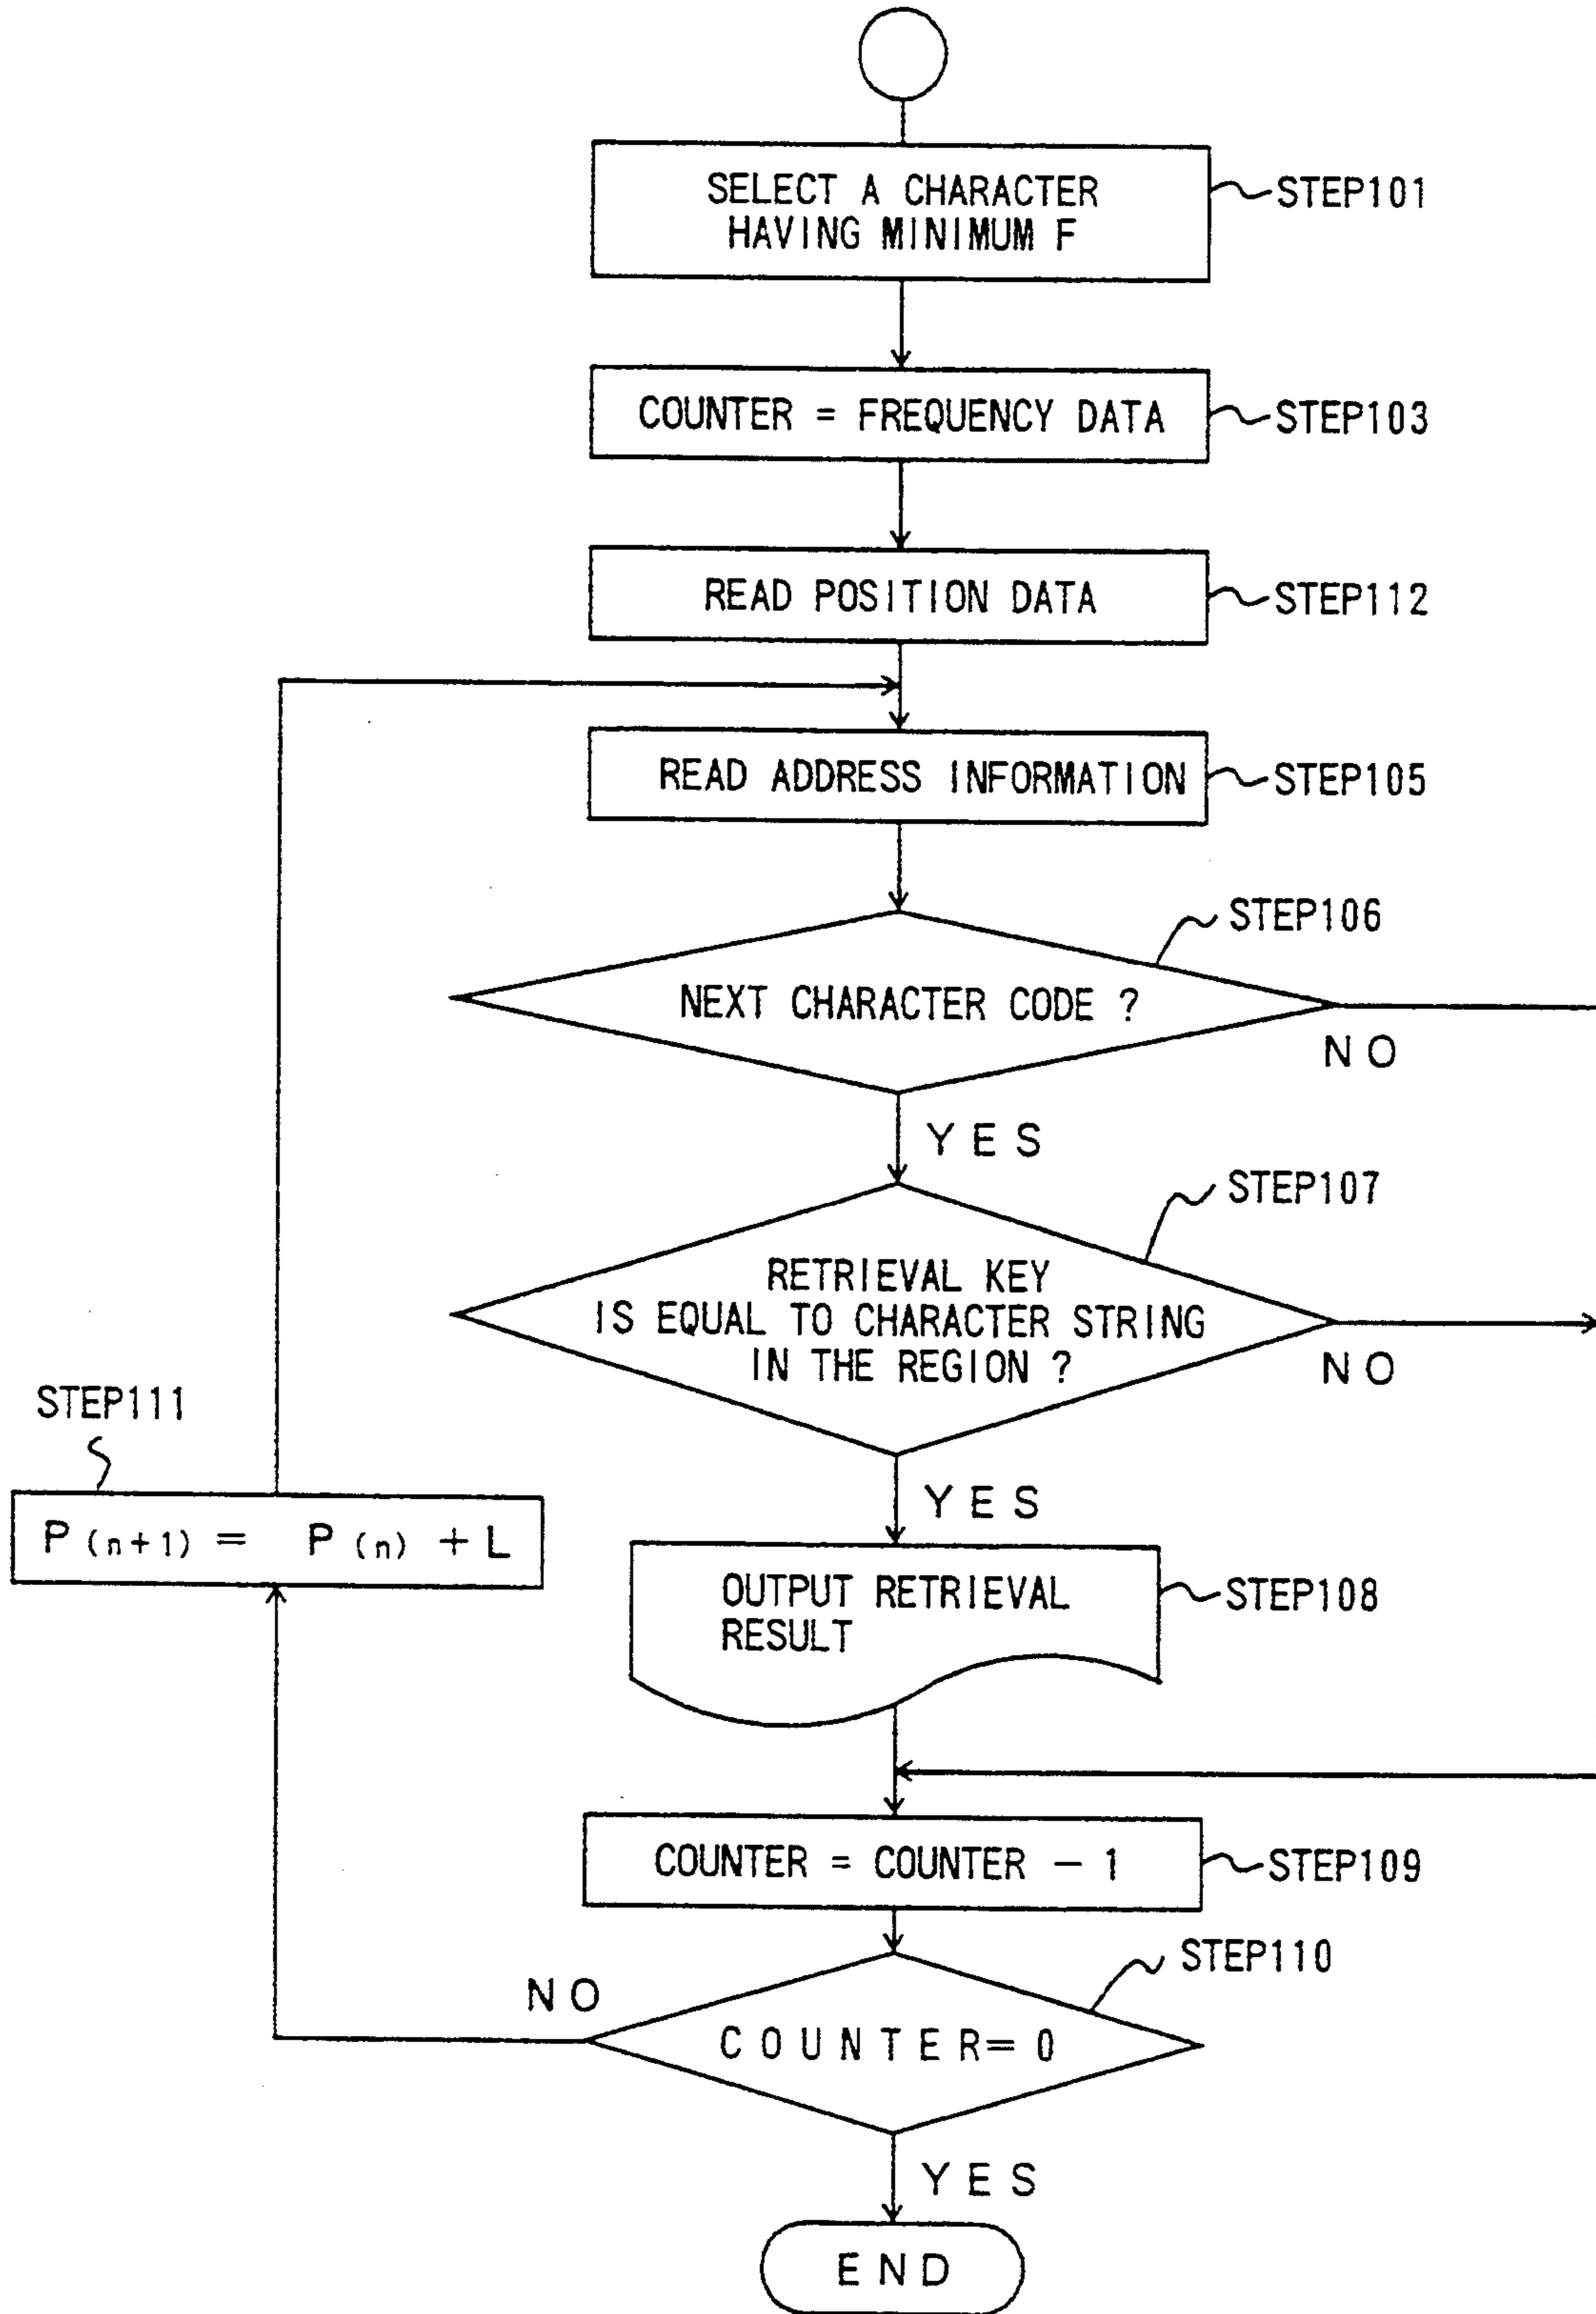 SELECT A CHARACTER
HAVING MINIMUM F
STEP101
COUNTER = FREQUENCY DATA
STEP103
READ POSITION DATA
STEP112
READ ADDRESS INFORMATION
STEP105
STEP106
NEXT CHARACTER CODE ?
NO
YES
STEP107
RETRIEVAL KEY
IS EQUAL TO CHARACTER STRING
IN THE REGION ?
NO
STEP111
P (n+1) = P (n) + L
YES
OUTPUT RETRIEVAL
RESULT
STEP108
COUNTER = COUNTER - 1
STEP109
STEP110
NO
COUNTER= 0
YES
END